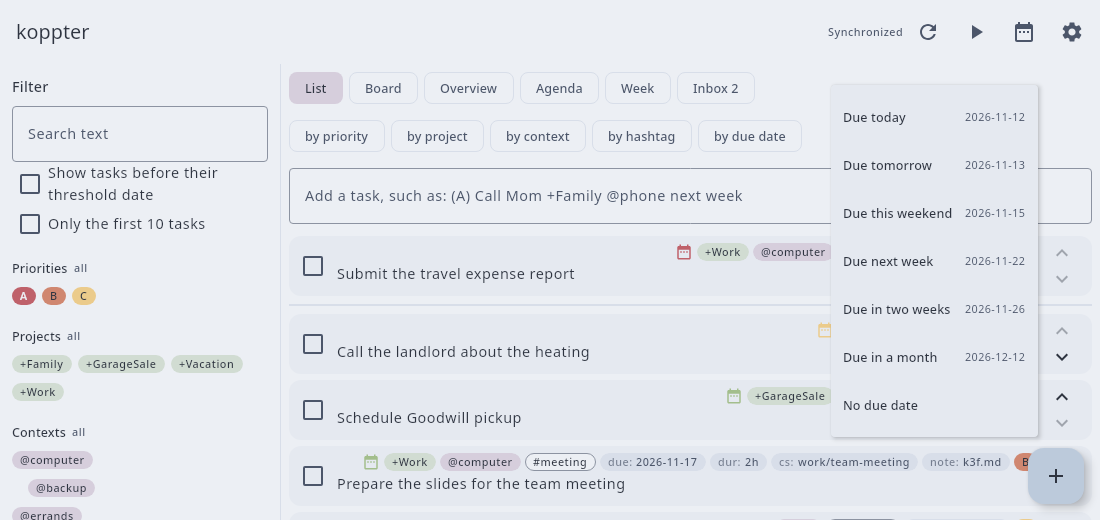 koppter
Synchronized
Filter
Search text
Show tasks before their
threshold date
Only the first 10 tasks
Priorities all
A B C
Projects all
+Family +GarageSale +Vacation
+Work
Contexts all
@computer
@backup
@errands
List Board Overview Agenda Week Inbox 2
by priority by project by context by hashtag by due date
Add a task, such as: (A) Call Mom +Family @phone next week
+Work @computer
Submit the travel expense report
Call the landlord about the heating
+GarageSale
Schedule Goodwill pickup
+Work @computer #meeting due: 2026-11-17 dur: 2h cs: work/team-meeting note: k3f.md B
Prepare the slides for the team meeting
Due today 2026-11-12
Due tomorrow 2026-11-13
Due this weekend 2026-11-15
Due next week 2026-11-22
Due in two weeks 2026-11-26
Due in a month 2026-12-12
No due date